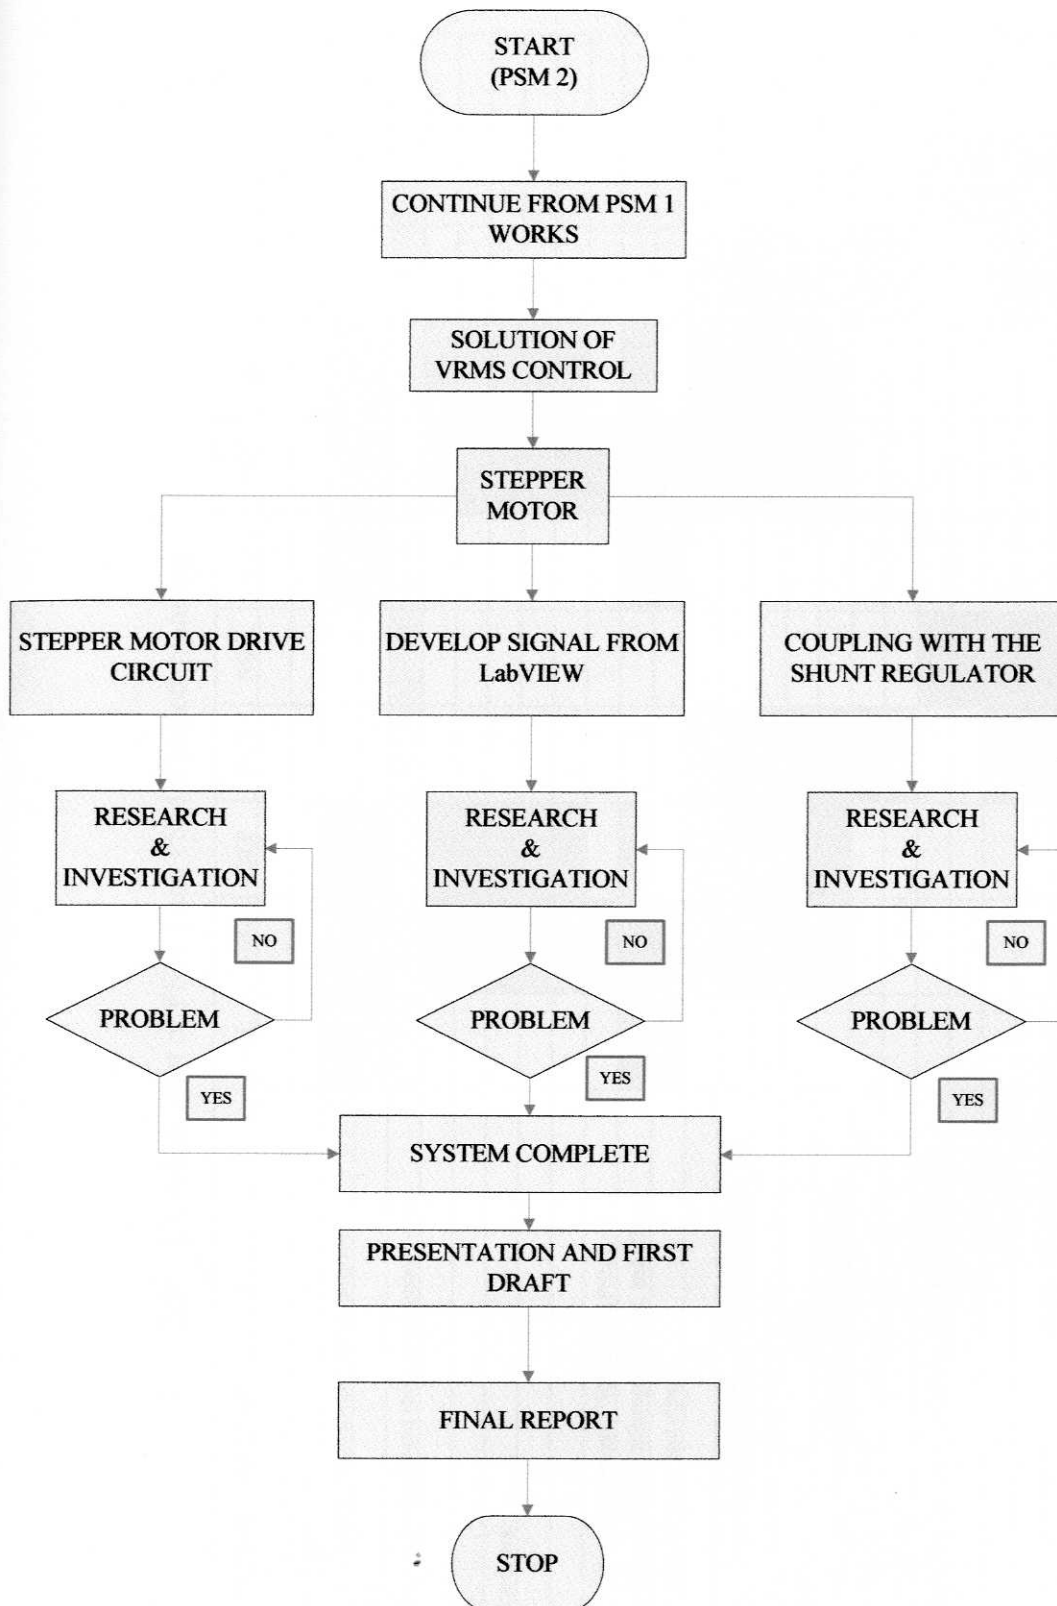 START
(PSM 2)
CONTINUE FROM PSM 1
WORKS
SOLUTION OF
VRMS CONTROL
STEPPER
MOTOR
STEPPER MOTOR DRIVE
CIRCUIT
DEVELOP SIGNAL FROM
LabVIEW
COUPLING WITH THE
SHUNT REGULATOR
RESEARCH
&
INVESTIGATION
RESEARCH
&
INVESTIGATION
RESEARCH
&
INVESTIGATION
NO
NO
NO
PROBLEM
PROBLEM
PROBLEM
YES
YES
YES
SYSTEM COMPLETE
PRESENTATION AND FIRST
DRAFT
FINAL REPORT
STOP